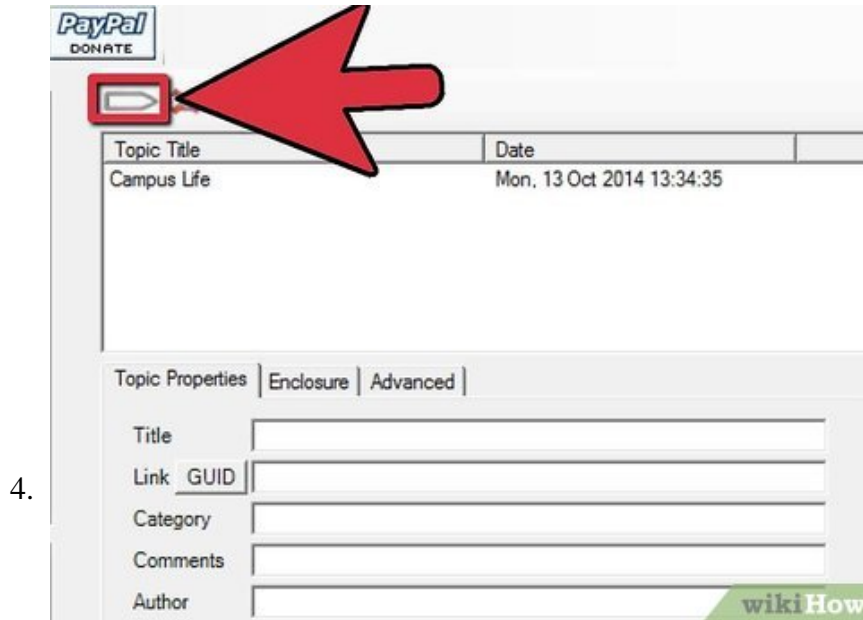 PayPal
DONATE
Topic Title Date
Campus Life Mon, 13 Oct 2014 13:34:35
Topic Properties Enclosure Advanced
Title
Link GUID
4.
Category
Comments
Author
wikiHow